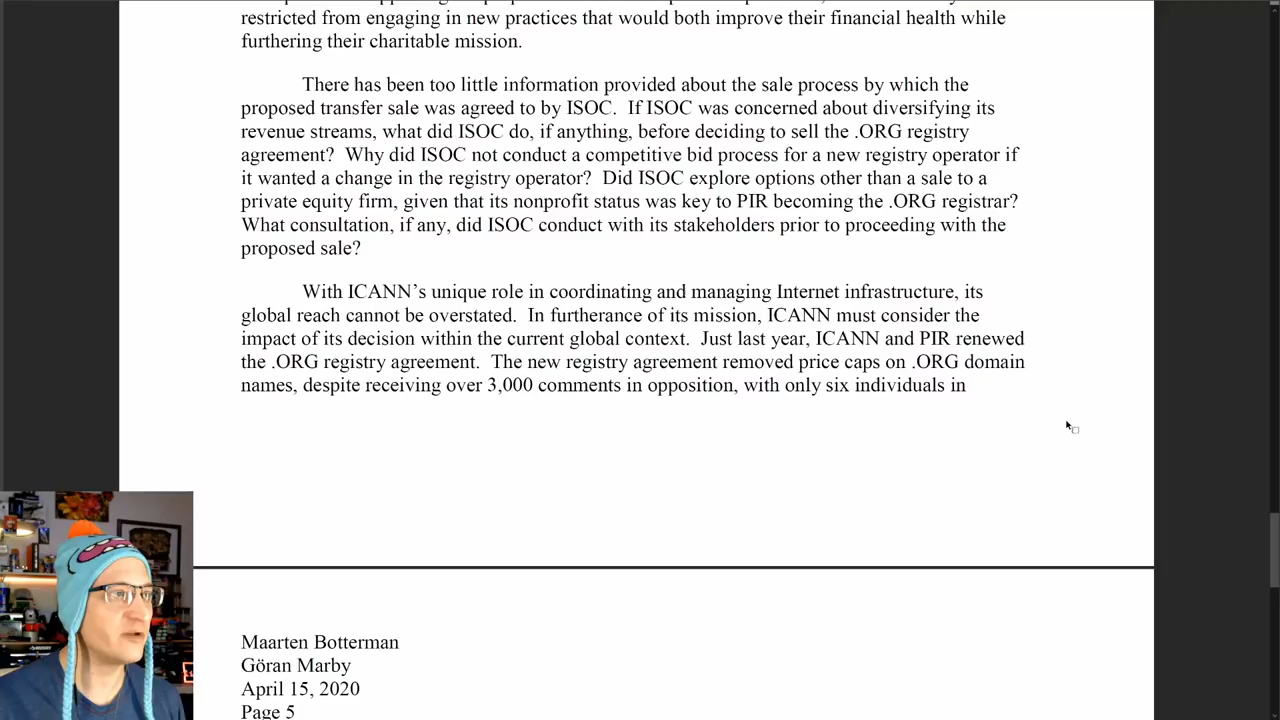 restricted from engaging in new practices that would both improve their financial health while
furthering their charitable mission.
There has been too little information provided about the sale process by which the
proposed transfer sale was agreed to by ISOC.  If ISOC was concerned about diversifying its
revenue streams, what did ISOC do, if anything, before deciding to sell the .ORG registry
agreement?  Why did ISOC not conduct a competitive bid process for a new registry operator if
it wanted a change in the registry operator?  Did ISOC explore options other than a sale to a
private equity firm, given that its nonprofit status was key to PIR becoming the .ORG registrar?
What consultation, if any, did ISOC conduct with its stakeholders prior to proceeding with the
proposed sale?
With ICANN’s unique role in coordinating and managing Internet infrastructure, its
global reach cannot be overstated.  In furtherance of its mission, ICANN must consider the
impact of its decision within the current global context.  Just last year, ICANN and PIR renewed
the .ORG registry agreement.  The new registry agreement removed price caps on .ORG domain
names, despite receiving over 3,000 comments in opposition, with only six individuals in
Maarten Botterman
Göran Marby
April 15, 2020
Page 5